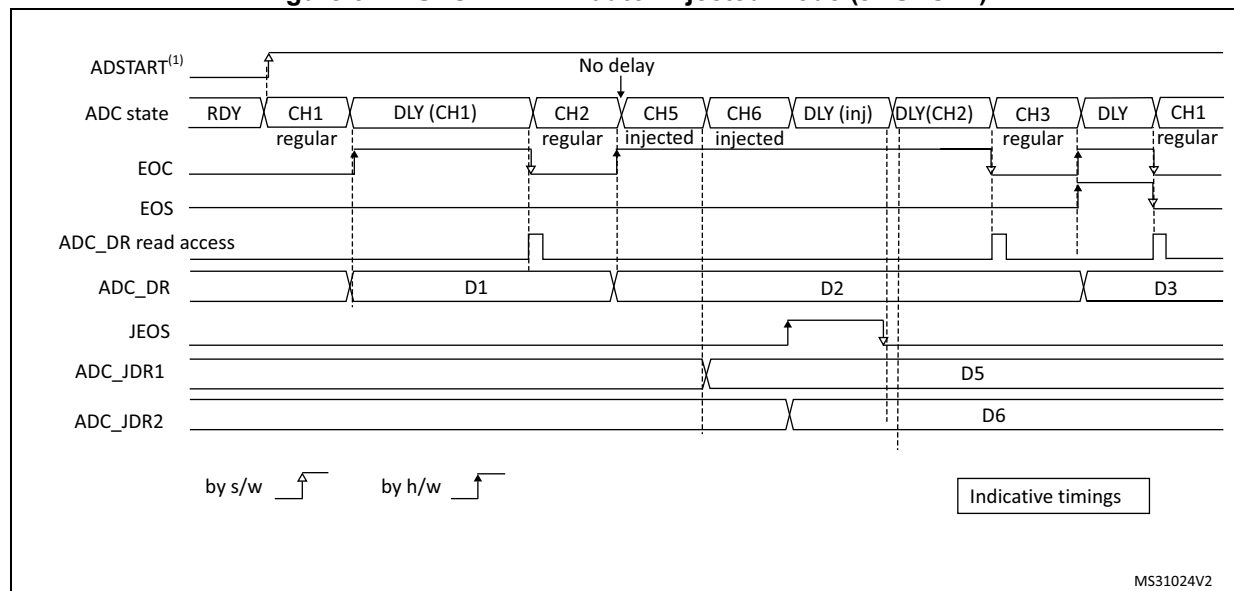 ADSTART(1)
No delay
ADC state RDY CH1 DLY (CH1) CH2 CH5 CH6 DLY (inj) DLY(CH2) CH3 DLY CH1
regular regular injected injected regular regular
EOC
EOS
ADC_DR read access
ADC_DR D1 D2 D3
JEOS
ADC_JDR1 D5
ADC_JDR2 D6
by s/w by h/w Indicative timings
MS31024V2